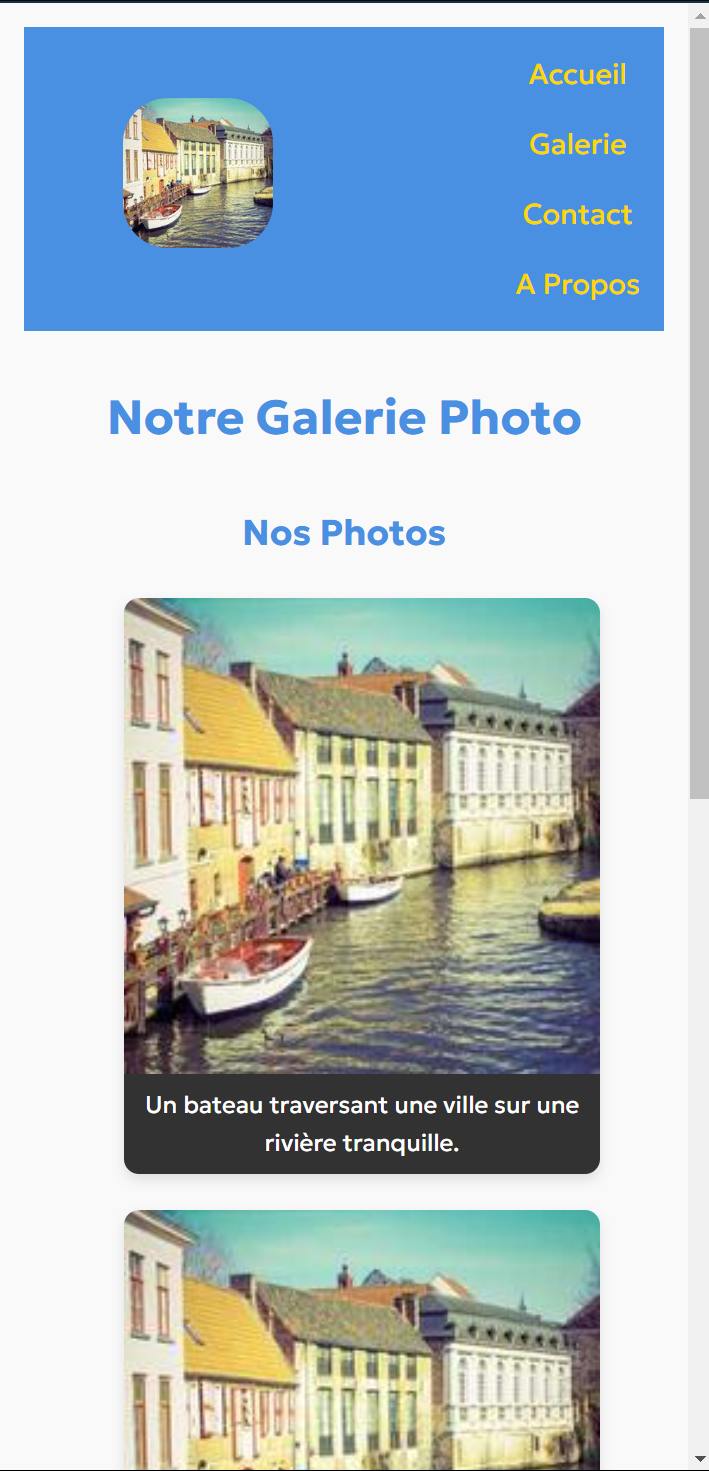 Accueil
Galerie
Contact
A Propos
Notre Galerie Photo
Nos Photos
Un bateau traversant une ville sur une
rivière tranquille.